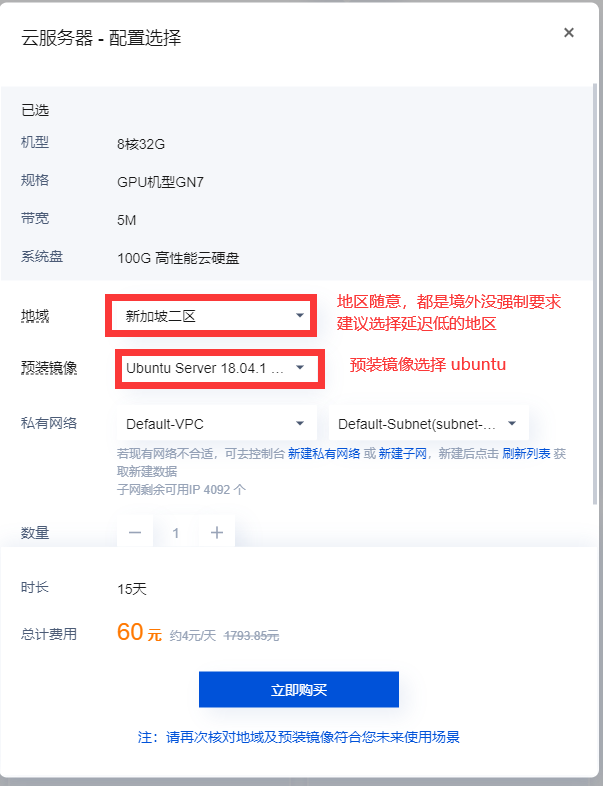 云服务器 - 配置选择
×
已选
机型 8核32G
规格 GPU机型GN7
带宽 5M
系统盘 100G 高性能云硬盘
地域 新加坡二区 地区随意，都是境外没强制要求
建议选择延迟低的地区
预装镜像 Ubuntu Server 18.04.1 ... 预装镜像选择 ubuntu
私有网络 Default-VPC Default-Subnet(subnet-...
若现有网络不合适，可去控制台 新建私有网络 或 新建子网，新建后点击 刷新列表 获
取新建数据
子网剩余可用IP 4092 个
数量 — 1 +
时长 15天
总计费用 60 元 约4元/天 1793.85元
立即购买
注：请再次核对地域及预装镜像符合您未来使用场景